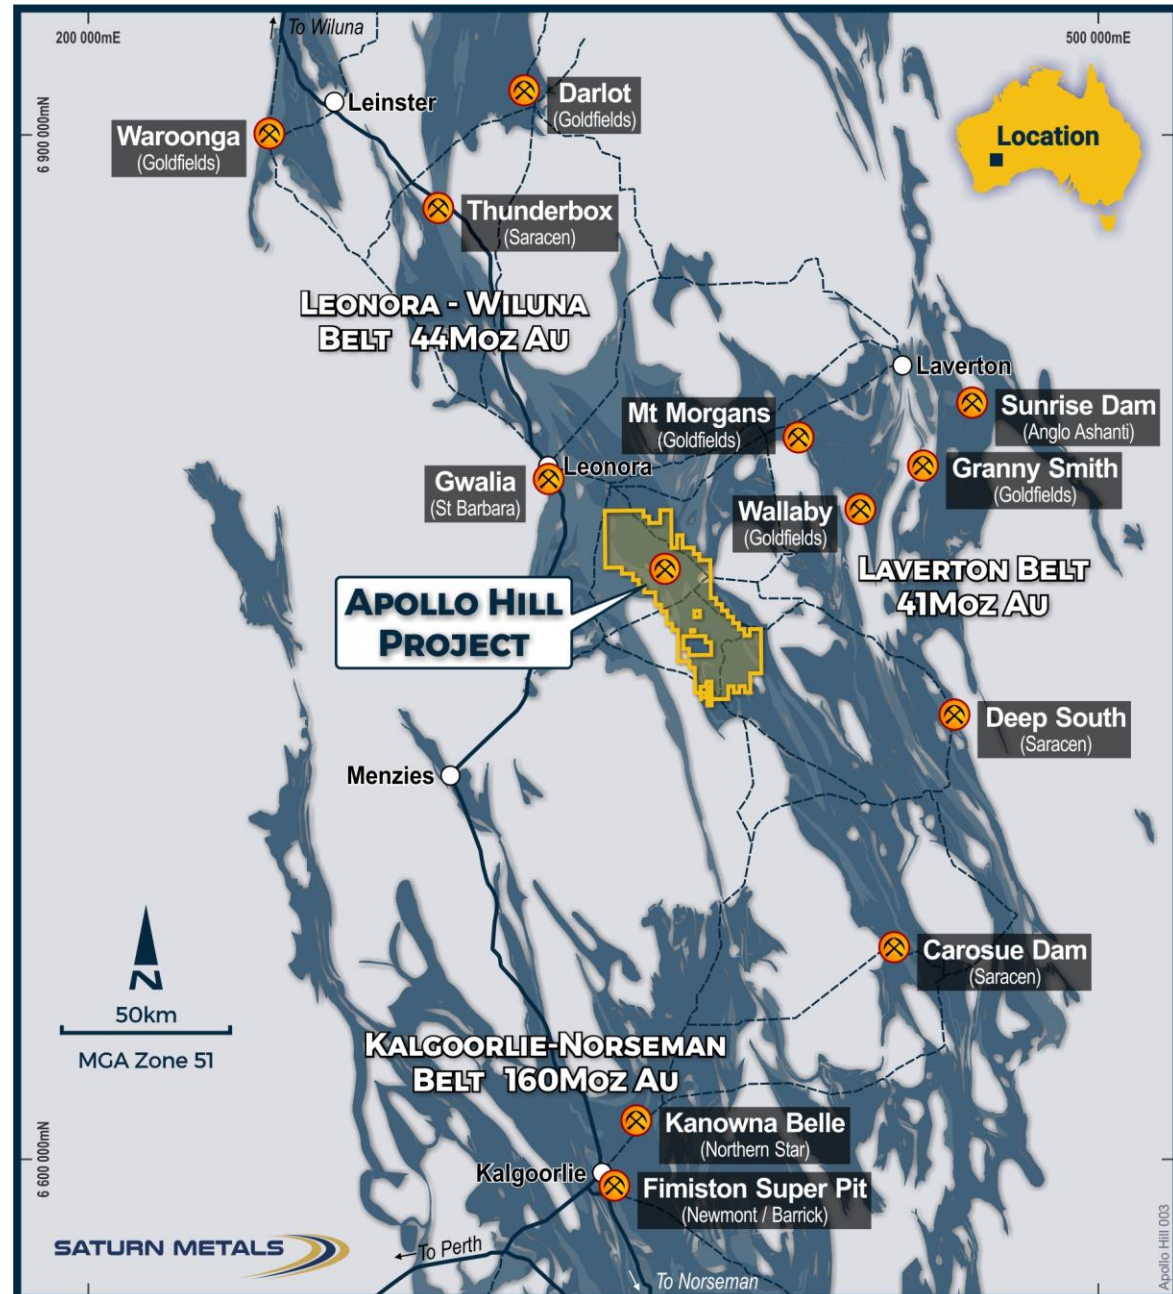 200 000mE
To Wiluna
500 000mE
6 900 000mN
Leinster
Darlot
(Goldfields)
Waroonga
(Goldfields)
Location
Thunderbox
(Saracen)
LEONORA - WILUNA
BELT 44MOZ AU
Laverton
Sunrise Dam
(Anglo Ashanti)
Mt Morgans
(Goldfields)
Leonora
Gwalia
(St Barbara)
Granny Smith
(Goldfields)
Wallaby
(Goldfields)
LAVERTON BELT
41MOZ AU
APOLLO HILL
PROJECT
Deep South
(Saracen)
Menzies
Carosue Dam
(Saracen)
N
50km
MGA Zone 51
KALGOORLIE-NORSEMAN
BELT 160MOZ AU
Kanowna Belle
(Northern Star)
6 600 000mN
Kalgoorlie
Fimiston Super Pit
(Newmont / Barrick)
SATURN METALS
To Perth
To Norseman
Apollo Hill 003